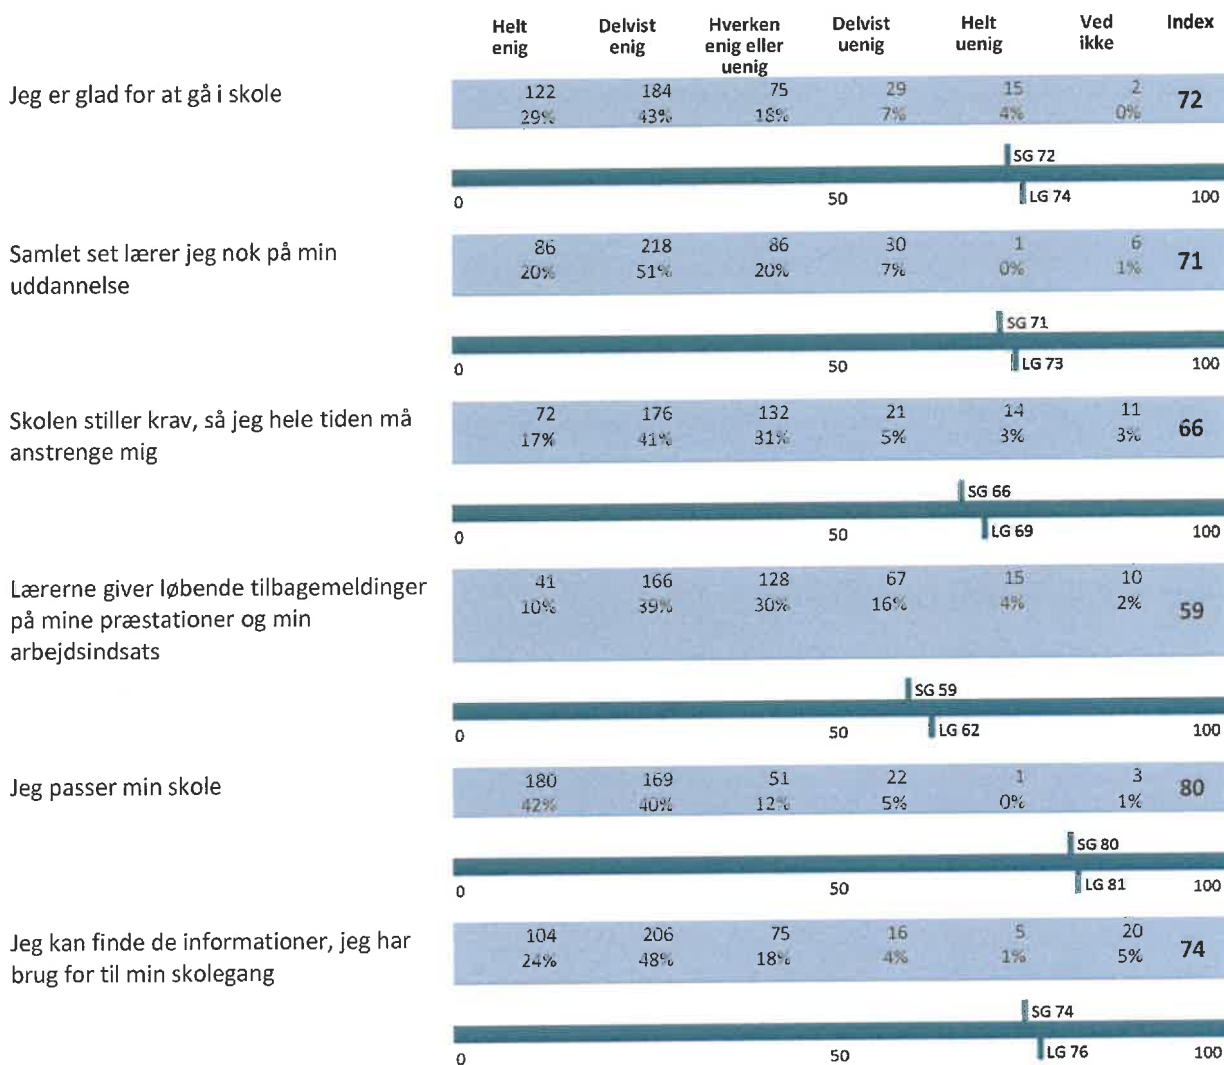 Helt enig Delvist enig Hverken enig eller uenig Delvist uenig Helt uenig Ved ikke Index
Jeg er glad for at gå i skole
122 184 75 29 15 2
29% 43% 18% 7% 4% 0%
72
SG 72
0 50 LG 74 100
Samlet set lærer jeg nok på min
uddannelse
86 218 86 30 1 6
20% 51% 20% 7% 0% 1%
71
SG 71
0 50 LG 73 100
Skolen stiller krav, så jeg hele tiden må
anstrenge mig
72 176 132 21 14 11
17% 41% 31% 5% 3% 3%
66
SG 66
0 50 LG 69 100
Lærerne giver løbende tilbagemeldinger
på mine præstationer og min
arbejdsindsats
41 166 128 67 15 10
10% 39% 30% 16% 4% 2%
59
SG 59
0 50 LG 62 100
Jeg passer min skole
180 169 51 22 1 3
42% 40% 12% 5% 0% 1%
80
SG 80
0 50 LG 81 100
Jeg kan finde de informationer, jeg har
brug for til min skolegang
104 206 75 16 5 20
24% 48% 18% 4% 1% 5%
74
SG 74
0 50 LG 76 100